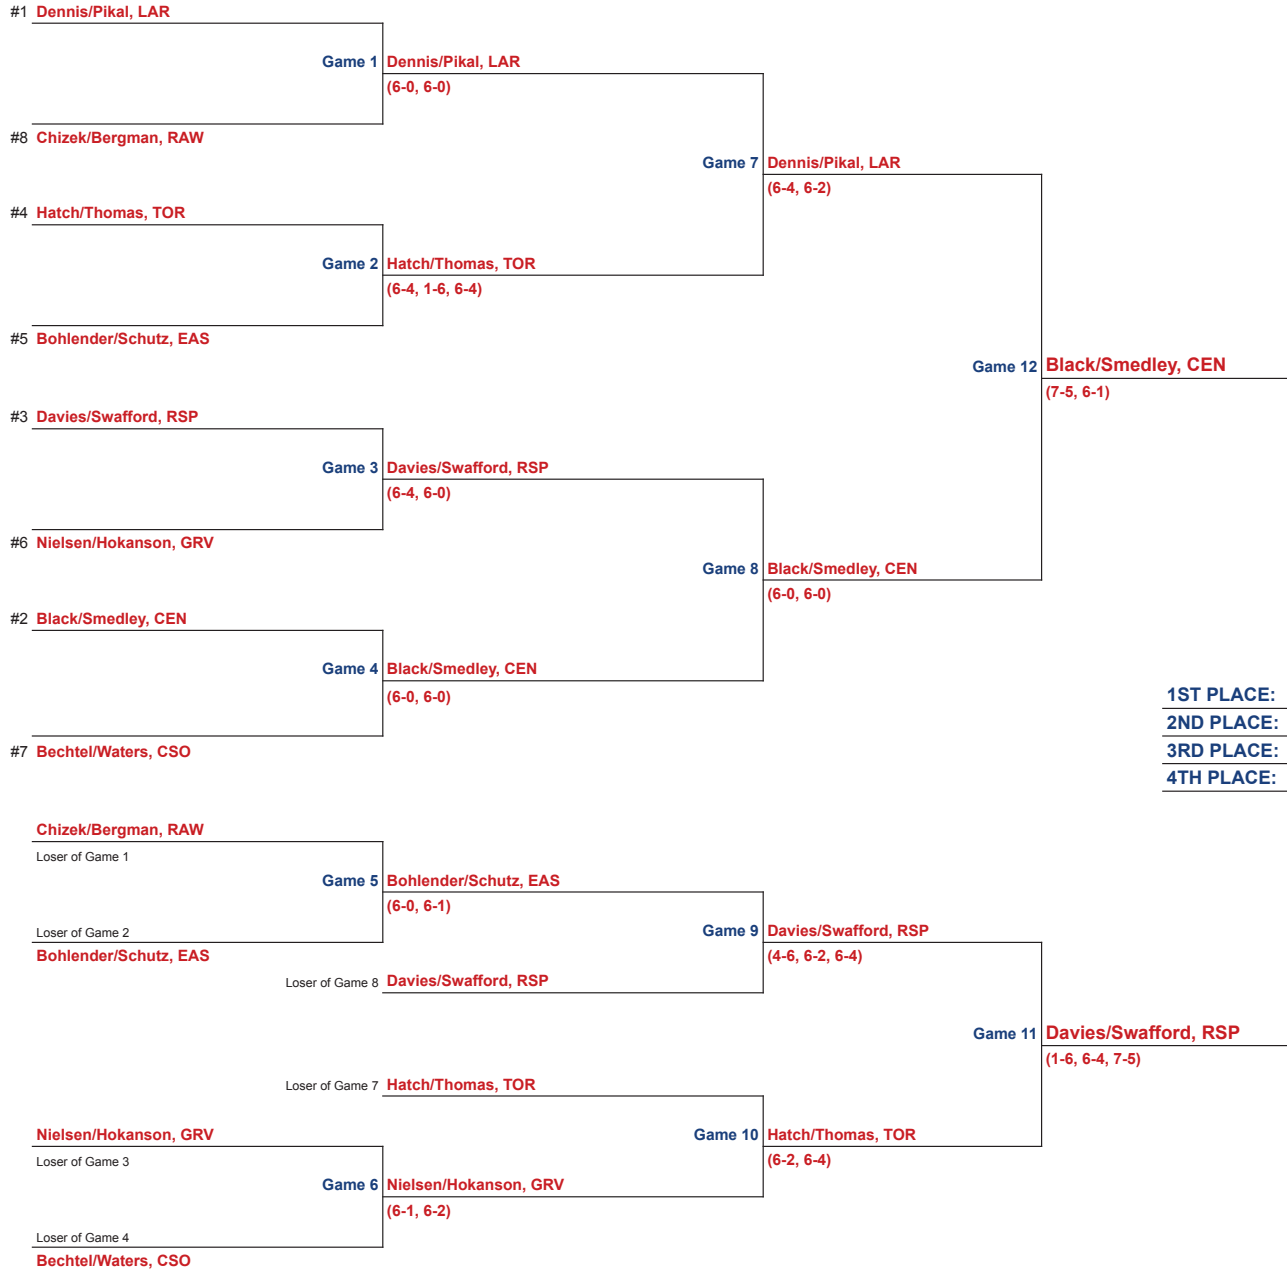 #1 Dennis/Pikal, LAR
Game 1 Dennis/Pikal, LAR
(6-0, 6-0)
#8 Chizek/Bergman, RAW
Game 7 Dennis/Pikal, LAR
(6-4, 6-2)
#4 Hatch/Thomas, TOR
Game 2 Hatch/Thomas, TOR
(6-4, 1-6, 6-4)
#5 Bohlender/Schutz, EAS
Game 12 Black/Smedley, CEN
(7-5, 6-1)
#3 Davies/Swafford, RSP
Game 3 Davies/Swafford, RSP
(6-4, 6-0)
#6 Nielsen/Hokanson, GRV
Game 8 Black/Smedley, CEN
(6-0, 6-0)
#2 Black/Smedley, CEN
Game 4 Black/Smedley, CEN
(6-0, 6-0)
#7 Bechtel/Waters, CSO
1ST PLACE:
2ND PLACE:
3RD PLACE:
4TH PLACE:
Chizek/Bergman, RAW
Loser of Game 1
Game 5 Bohlender/Schutz, EAS
(6-0, 6-1)
Loser of Game 2
Bohlender/Schutz, EAS
Game 9 Davies/Swafford, RSP
(4-6, 6-2, 6-4)
Loser of Game 8 Davies/Swafford, RSP
Game 11 Davies/Swafford, RSP
(1-6, 6-4, 7-5)
Loser of Game 7 Hatch/Thomas, TOR
Nielsen/Hokanson, GRV
Loser of Game 3
Game 10 Hatch/Thomas, TOR
(6-2, 6-4)
Game 6 Nielsen/Hokanson, GRV
(6-1, 6-2)
Loser of Game 4
Bechtel/Waters, CSO